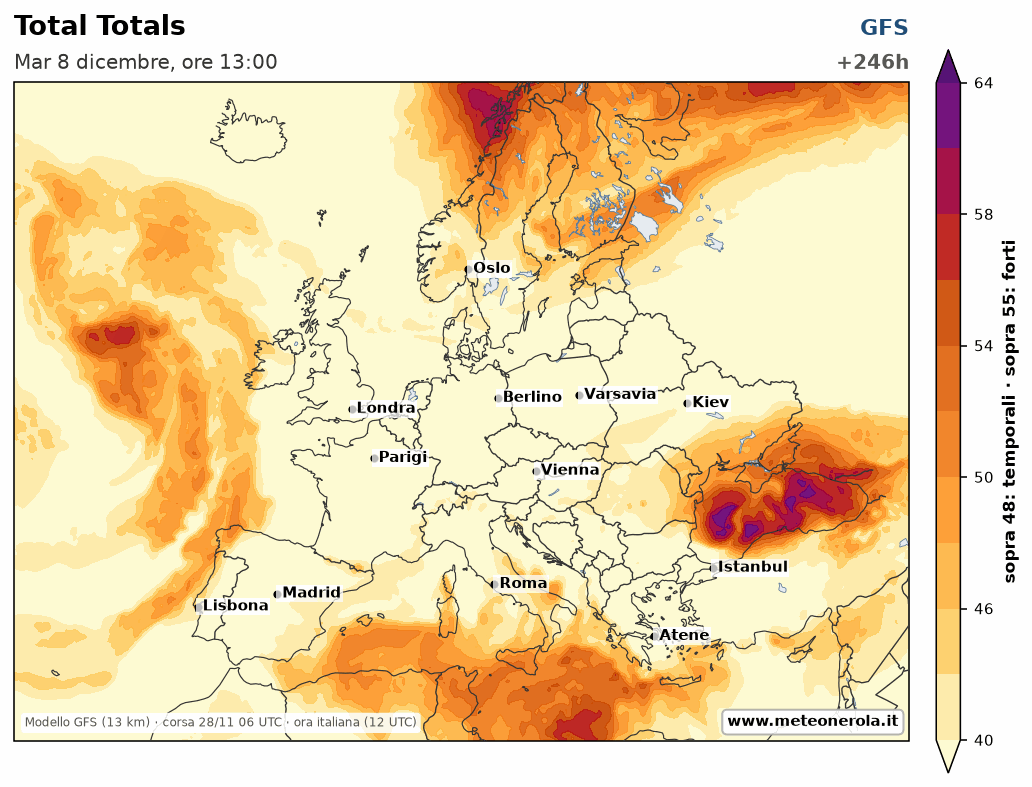 Total Totals
GFS
Mar 8 dicembre, ore 13:00
+246h
64
58
54
50
46
40
sopra 48: temporali · sopra 55: forti
Oslo
Londra
Berlino
Varsavia
Kiev
Parigi
Vienna
Istanbul
Roma
Madrid
Lisbona
Atene
Modello GFS (13 km) · corsa 28/11 06 UTC · ora italiana (12 UTC)
www.meteonerola.it